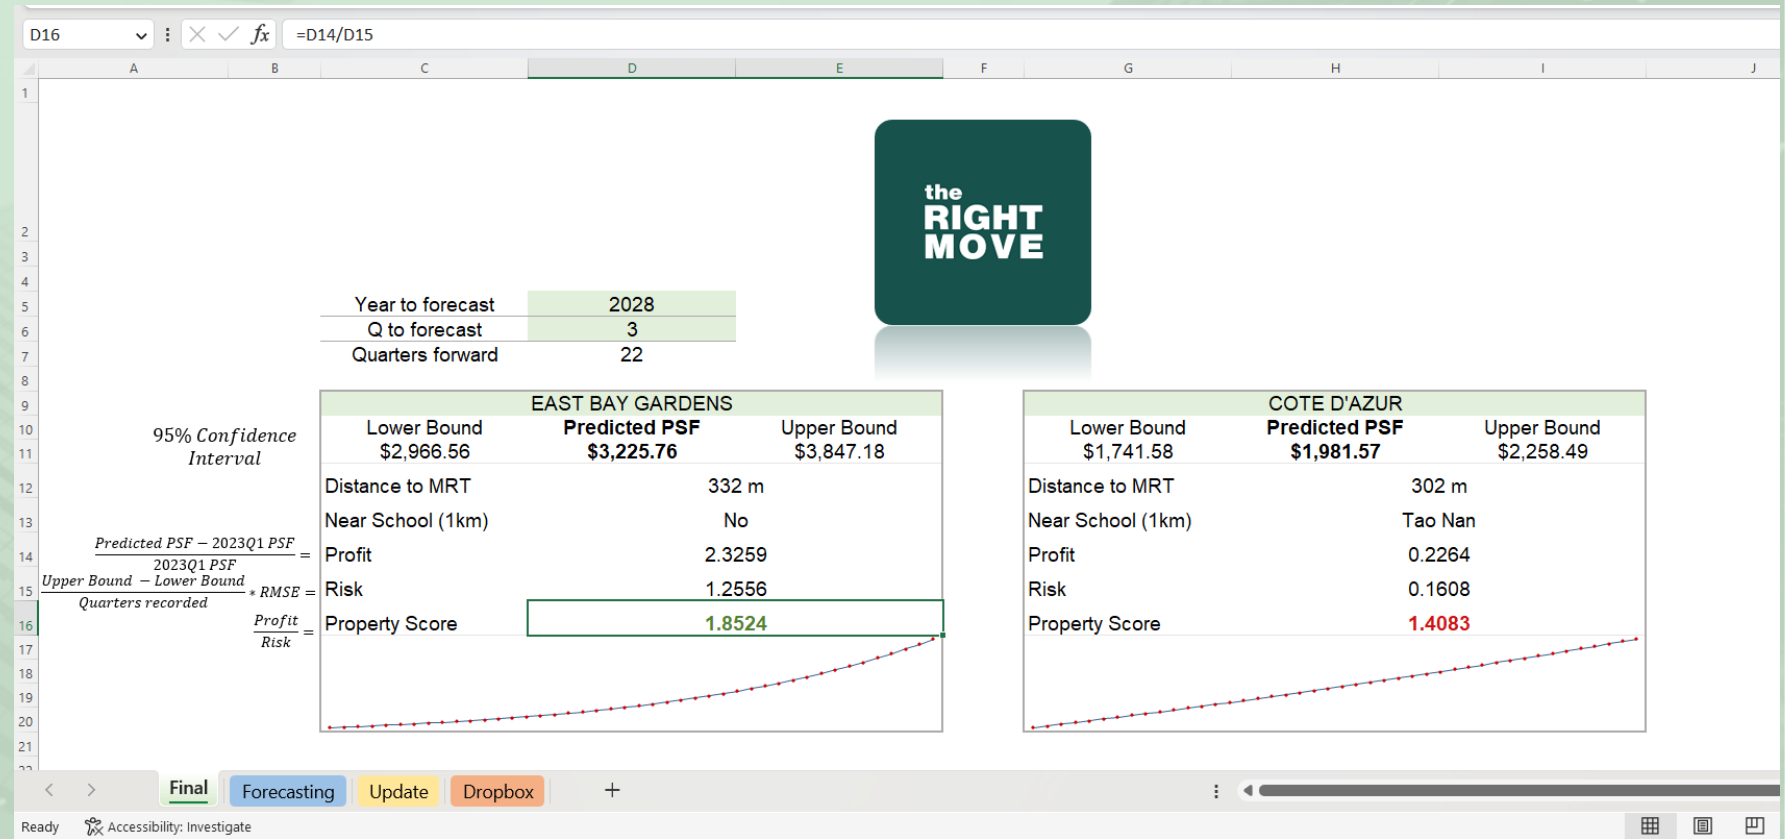 D16
fx
=D14/D15
A B C D E F G H I J
1
the
RIGHT
MOVE
2
3
4
5 Year to forecast 2028
6 Q to forecast 3
7 Quarters forward 22
8
9 EAST BAY GARDENS COTE D'AZUR
10 95% Confidence Lower Bound Predicted PSF Upper Bound Lower Bound Predicted PSF Upper Bound
11 Interval $2,966.56 $3,225.76 $3,847.18 $1,741.58 $1,981.57 $2,258.49
12 Distance to MRT 332 m Distance to MRT 302 m
13 Near School (1km) No Near School (1km) Tao Nan
Predicted PSF – 2023Q1 PSF
14 = Profit 2.3259 Profit 0.2264
2023Q1 PSF
Upper Bound – Lower Bound
15 * RMSE = Risk 1.2556 Risk 0.1608
Quarters recorded
Profit
16 = Property Score 1.8524 Property Score 1.4083
Risk
17
18
19
20
21
22
Final Forecasting Update Dropbox +
Ready Accessibility: Investigate